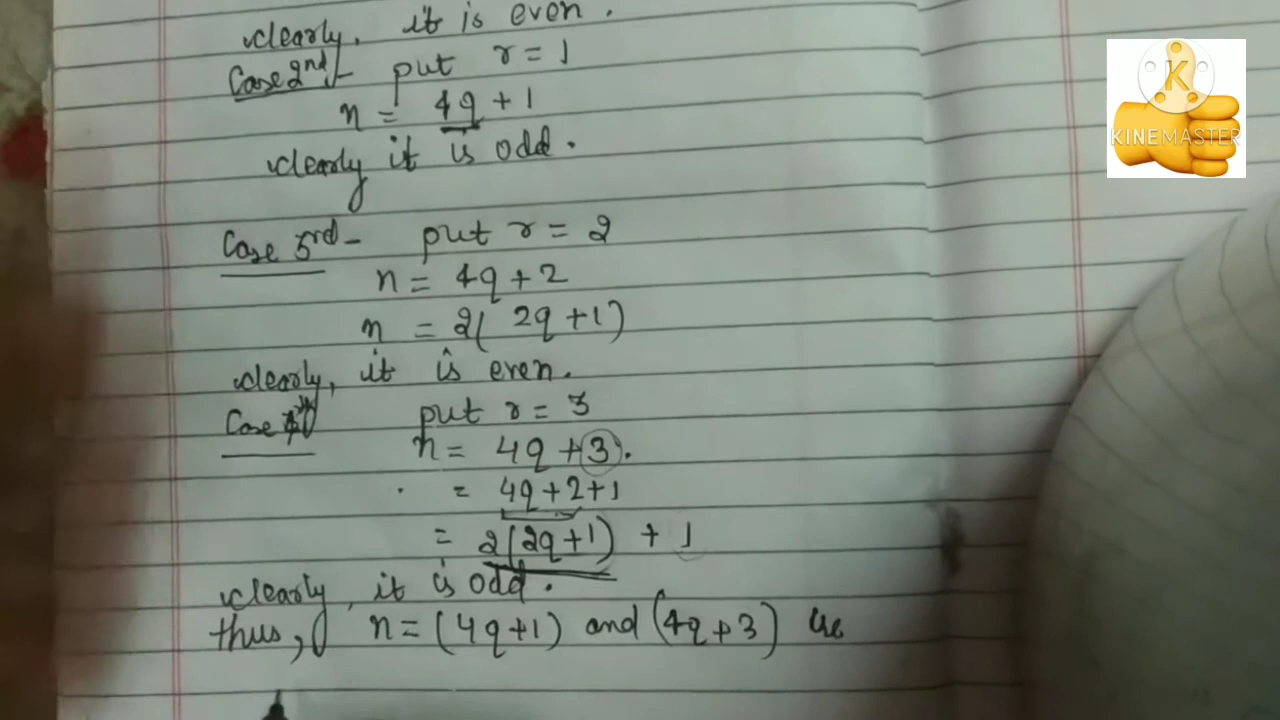 clearly, it is even.
Case 2nd - put r = 1
n = 4q + 1
clearly it is odd.
Case 3rd - put r = 2
n = 4q + 2
n = 2( 2q + 1)
clearly, it is even.
Case put r = 3
n = 4q + 3.
= 4q + 2 + 1
= 2(2q + 1) + 1
clearly, it is odd.
thus, n = (4q+1) and (4q+3)
K
KINEMASTER